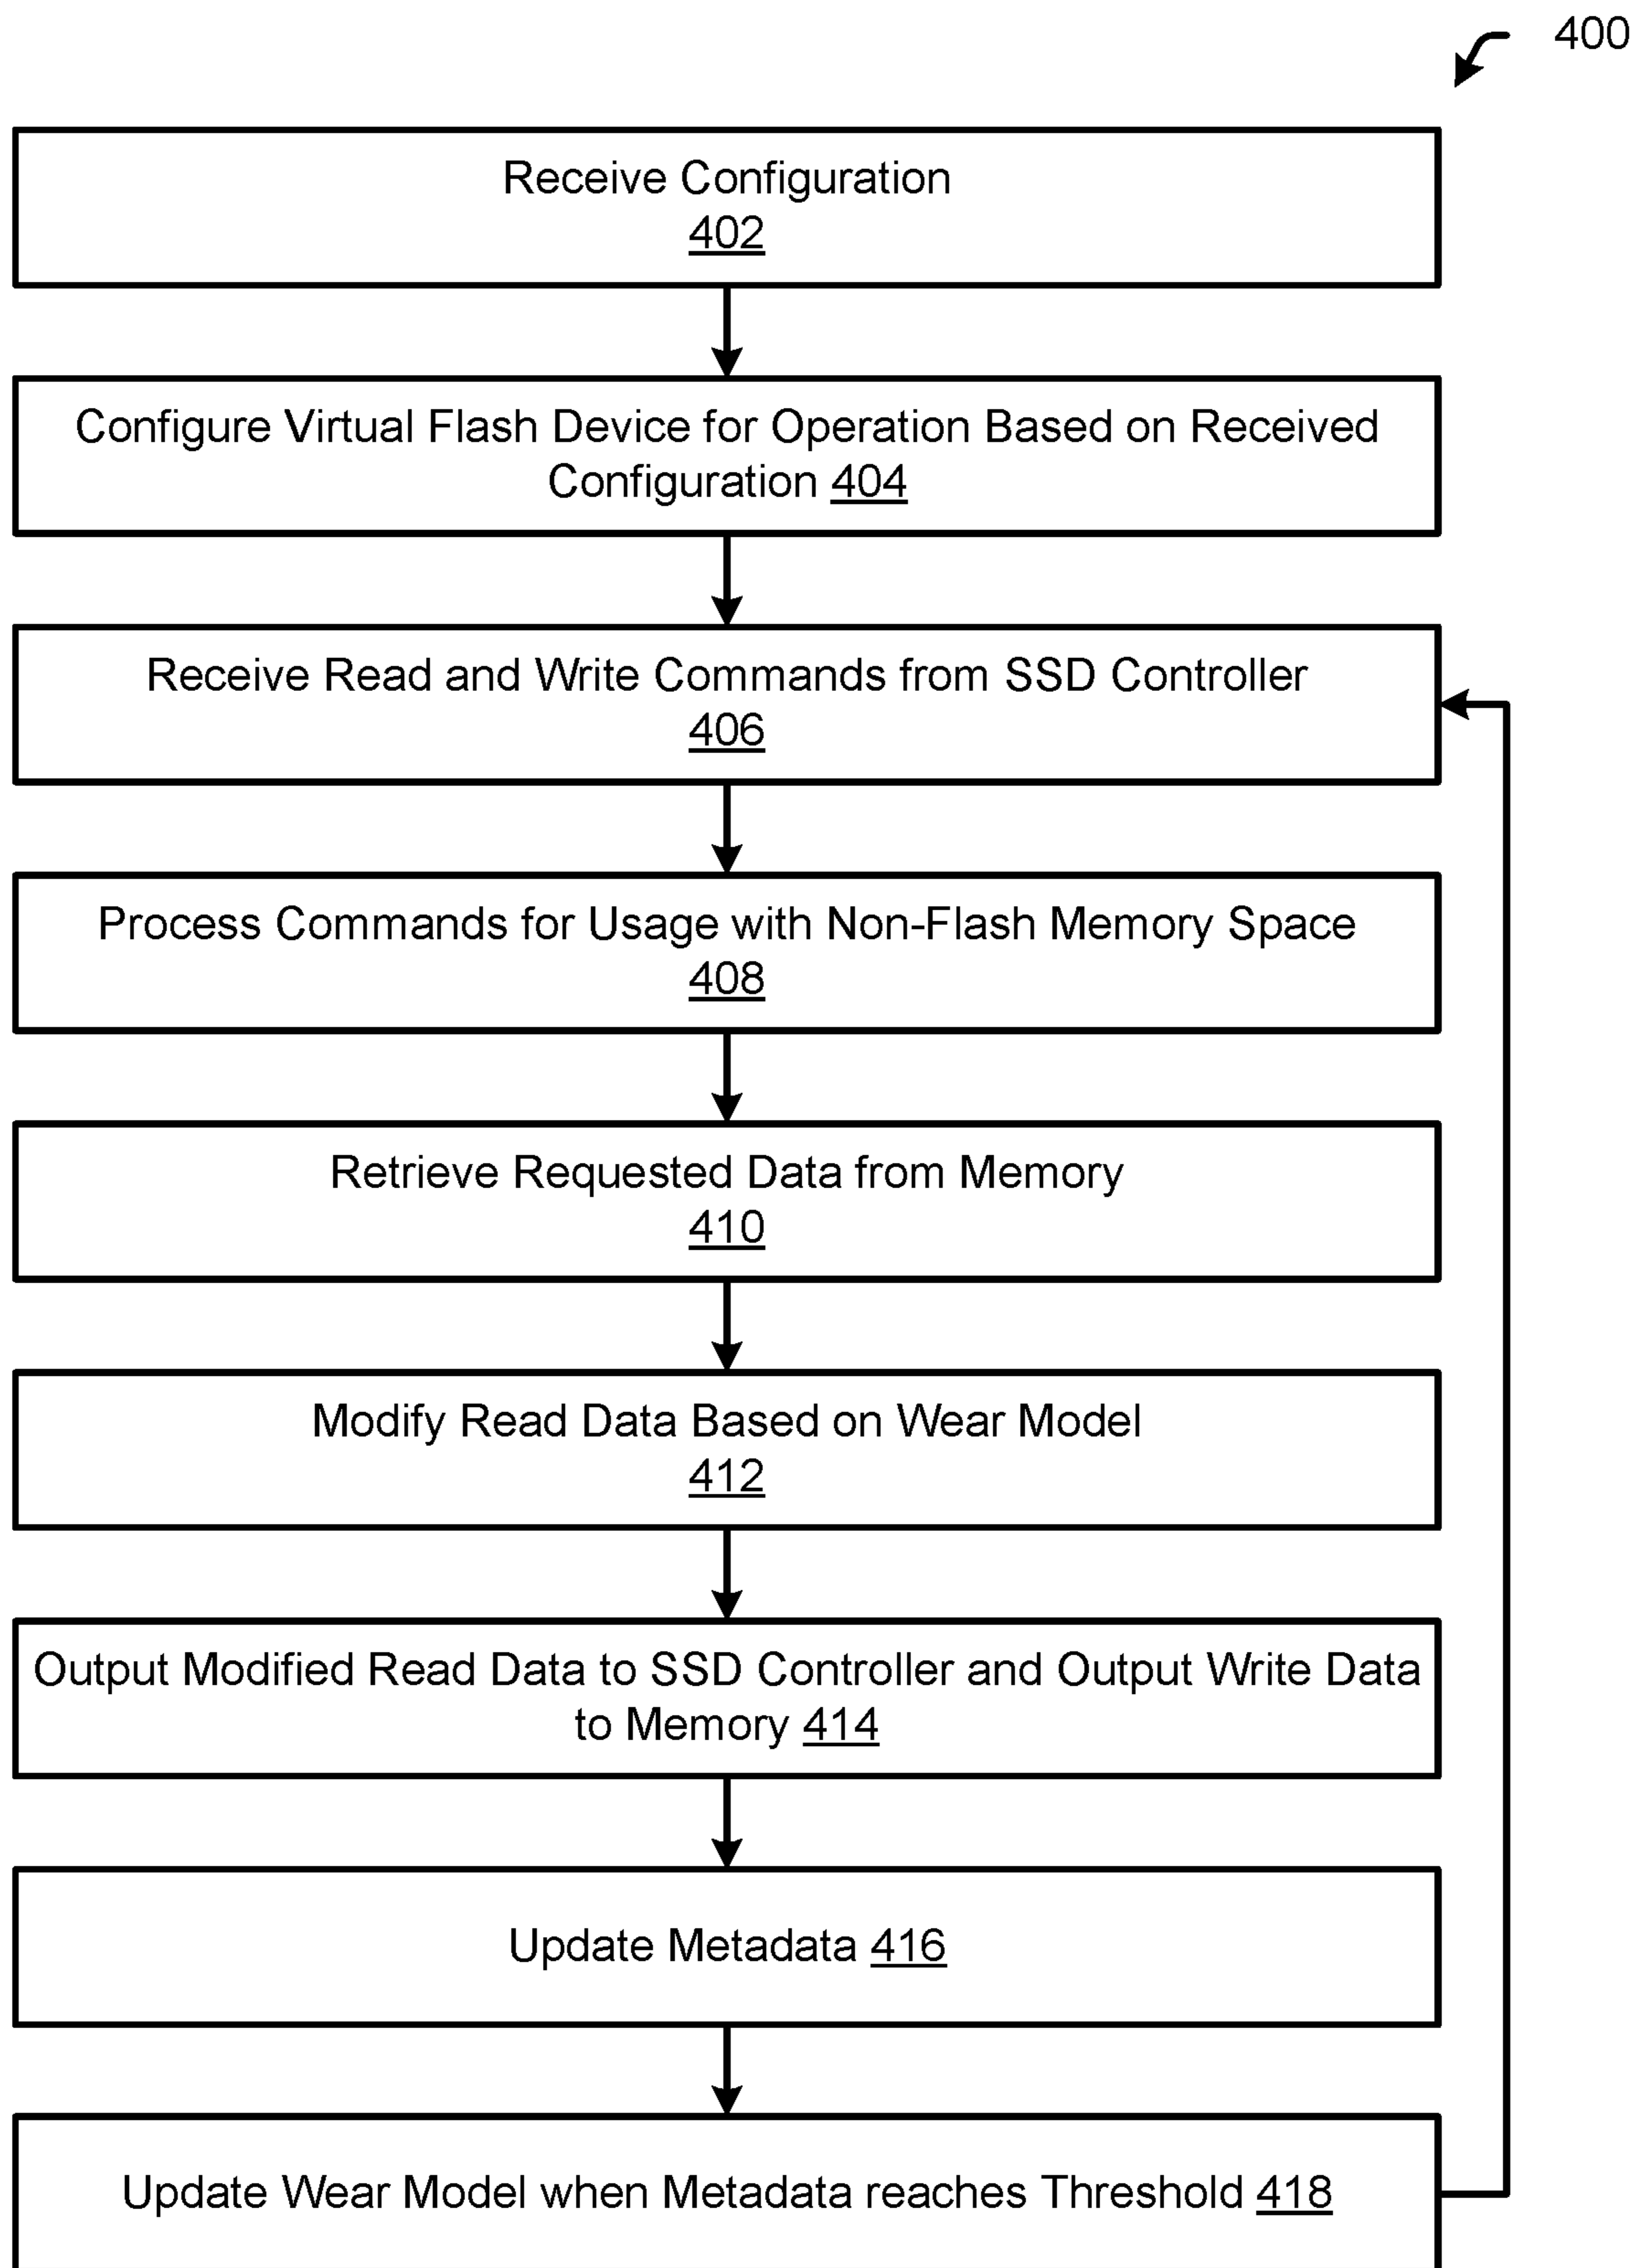 400
Receive Configuration
402
Configure Virtual Flash Device for Operation Based on Received
Configuration 404
Receive Read and Write Commands from SSD Controller
406
Process Commands for Usage with Non-Flash Memory Space
408
Retrieve Requested Data from Memory
410
Modify Read Data Based on Wear Model
412
Output Modified Read Data to SSD Controller and Output Write Data
to Memory 414
Update Metadata 416
Update Wear Model when Metadata reaches Threshold 418